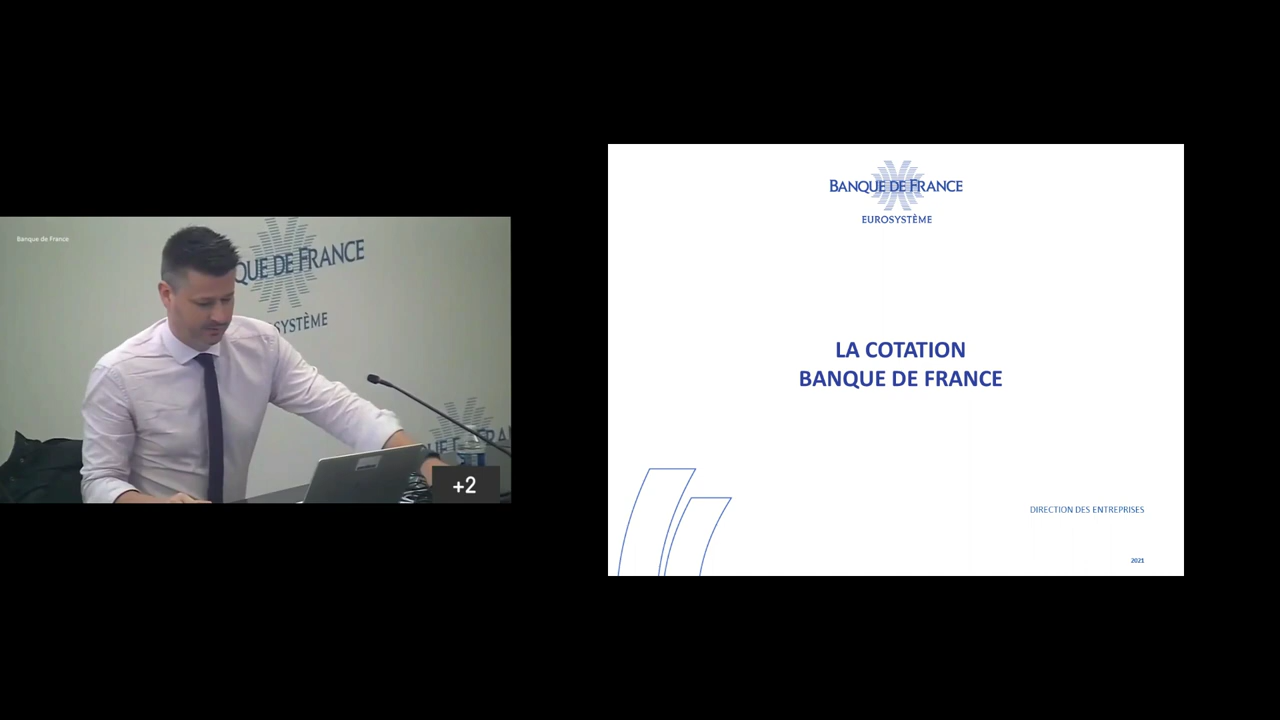 Banque de France
QUE DE FRANCE
SYSTÈME
+2
BANQUE DE FRANCE
EUROSYSTÈME
LA COTATION
BANQUE DE FRANCE
DIRECTION DES ENTREPRISES
2021